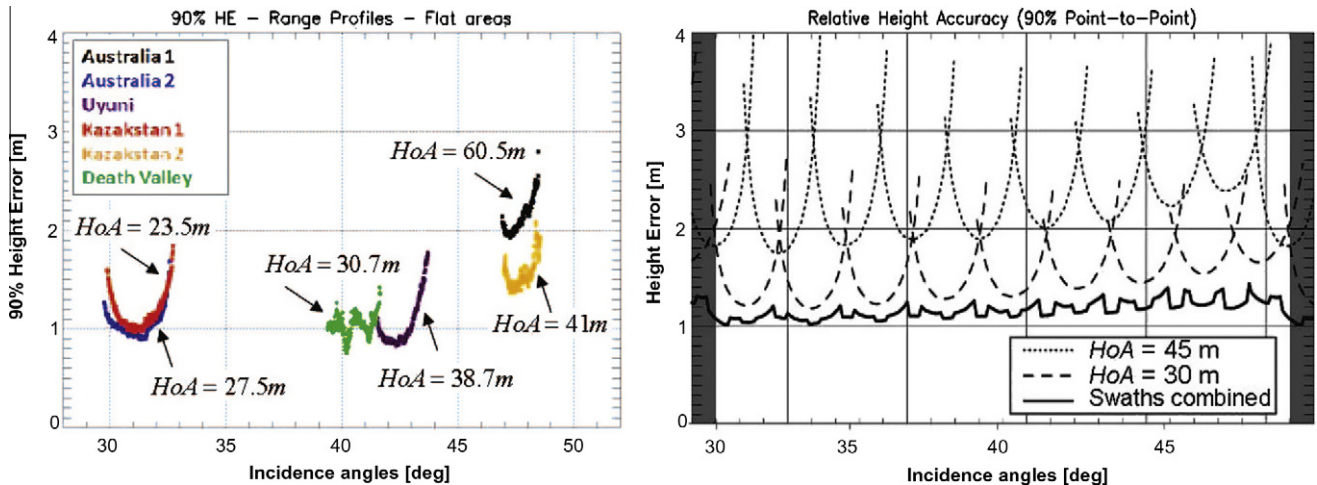 90% HE – Range Profiles – Flat areas
4
3
2
1
0
90% Height Error [m]
Australia 1
Australia 2
Uyuni
Kazakstan 1
Kazakstan 2
Death Valley
HoA = 60.5m
HoA = 23.5m
HoA = 30.7m
HoA = 41m
HoA = 38.7m
HoA = 27.5m
30 35 40 45 50
Incidence angles [deg]
Relative Height Accuracy (90% Point-to-Point)
4
3
2
1
0
Height Error [m]
HoA = 45 m
HoA = 30 m
Swaths combined
30 35 40 45
Incidence angles [deg]